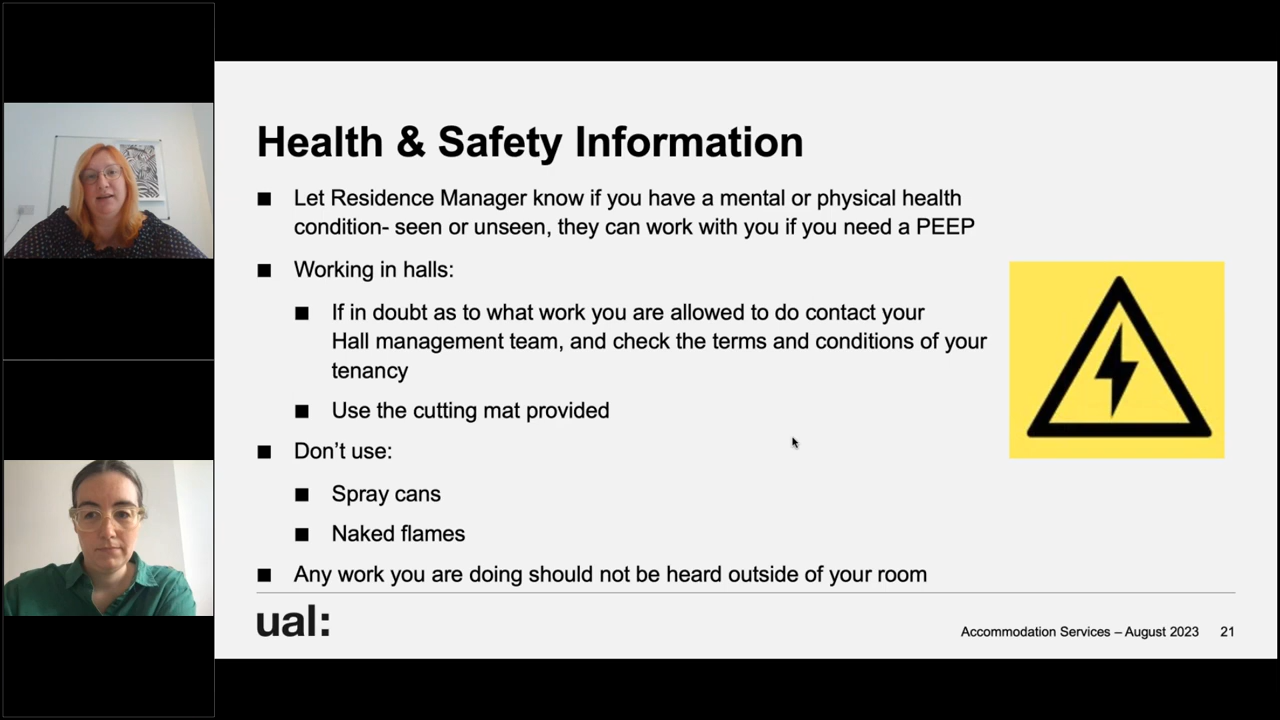 Health & Safety Information
Let Residence Manager know if you have a mental or physical health
condition- seen or unseen, they can work with you if you need a PEEP
Working in halls:
If in doubt as to what work you are allowed to do contact your
Hall management team, and check the terms and conditions of your
tenancy
Use the cutting mat provided
Don’t use:
Spray cans
Naked flames
Any work you are doing should not be heard outside of your room
ual:
Accommodation Services – August 2023 21